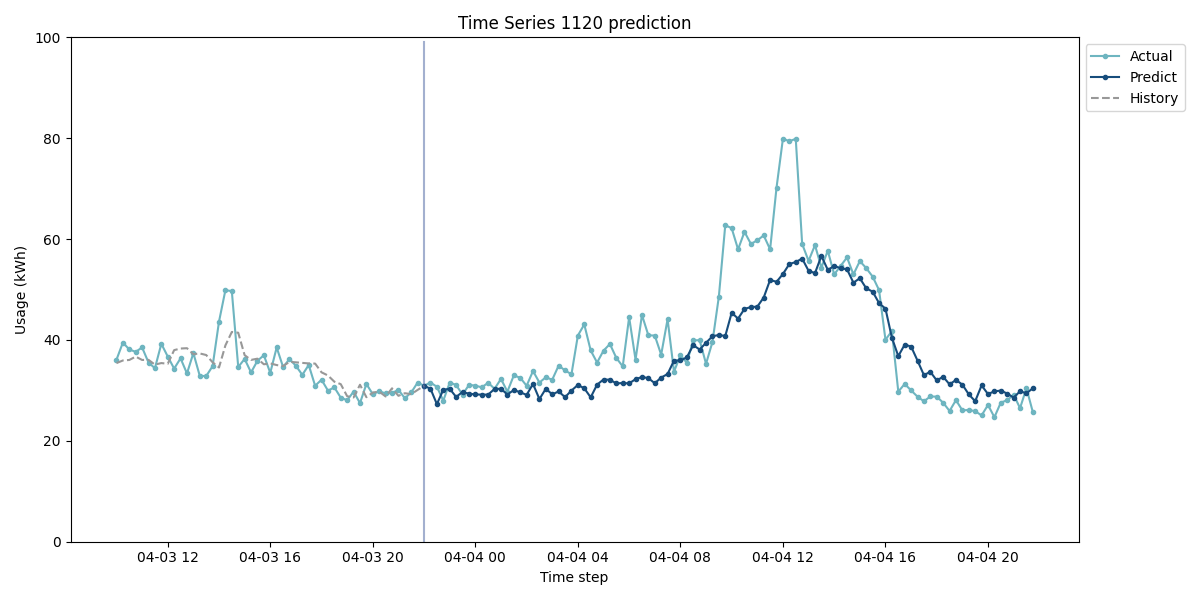 Time Series 1120 prediction
Actual
Predict
History
Usage (kWh)
100
80
60
40
20
0
04-03 12
04-03 16
04-03 20
04-04 00
04-04 04
04-04 08
04-04 12
04-04 16
04-04 20
Time step